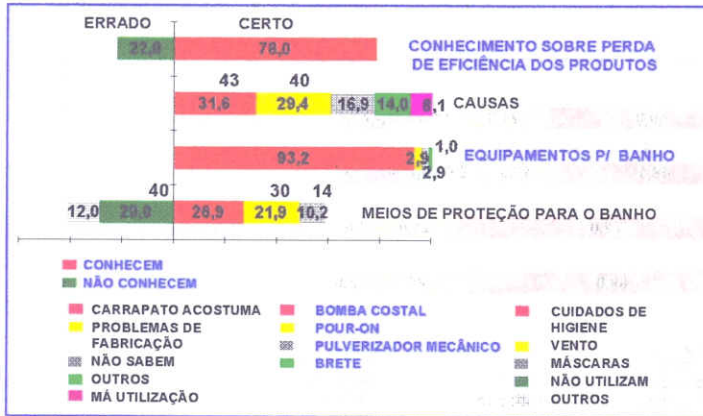 ERRADO CERTO
22,0 78,0
CONHECIMENTO SOBRE PERDA
DE EFICIÊNCIA DOS PRODUTOS
43 40
31,6 29,4 16,9 14,0 8,1 CAUSAS
1,0
93,2 2,9 EQUIPAMENTOS P/ BANHO
2,9
40 30 14
12,0 29,0 26,9 21,9 10,2 MEIOS DE PROTEÇÃO PARA O BANHO
CONHECEM
NÃO CONHECEM
CARRAPATO ACOSTUMA
PROBLEMAS DE
FABRICAÇÃO
NÃO SABEM
OUTROS
MÁ UTILIZAÇÃO
BOMBA COSTAL
POUR-ON
PULVERIZADOR MECÂNICO
BRETE
CUIDADOS DE
HIGIENE
VENTO
MÁSCARAS
NÃO UTILIZAM
OUTROS